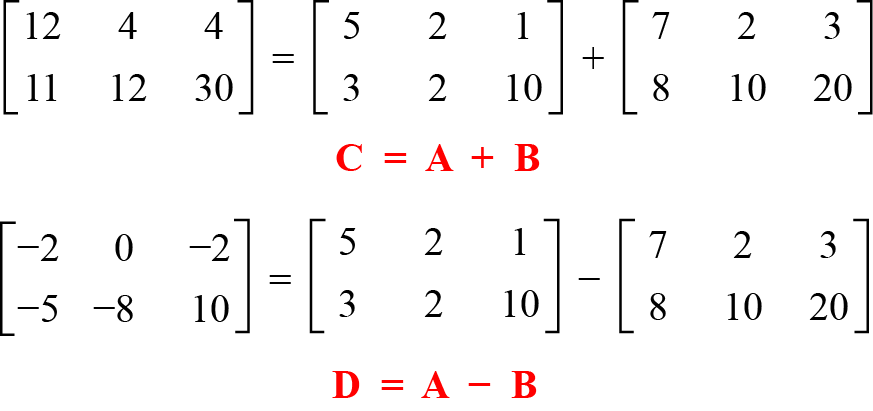 [12 4 4] = [5 2 1] + [7 2 3]
[11 12 30] [3 2 10] [8 10 20]
C = A + B
[−2 0 −2] = [5 2 1] − [7 2 3]
[−5 −8 10] [3 2 10] [8 10 20]
D = A − B